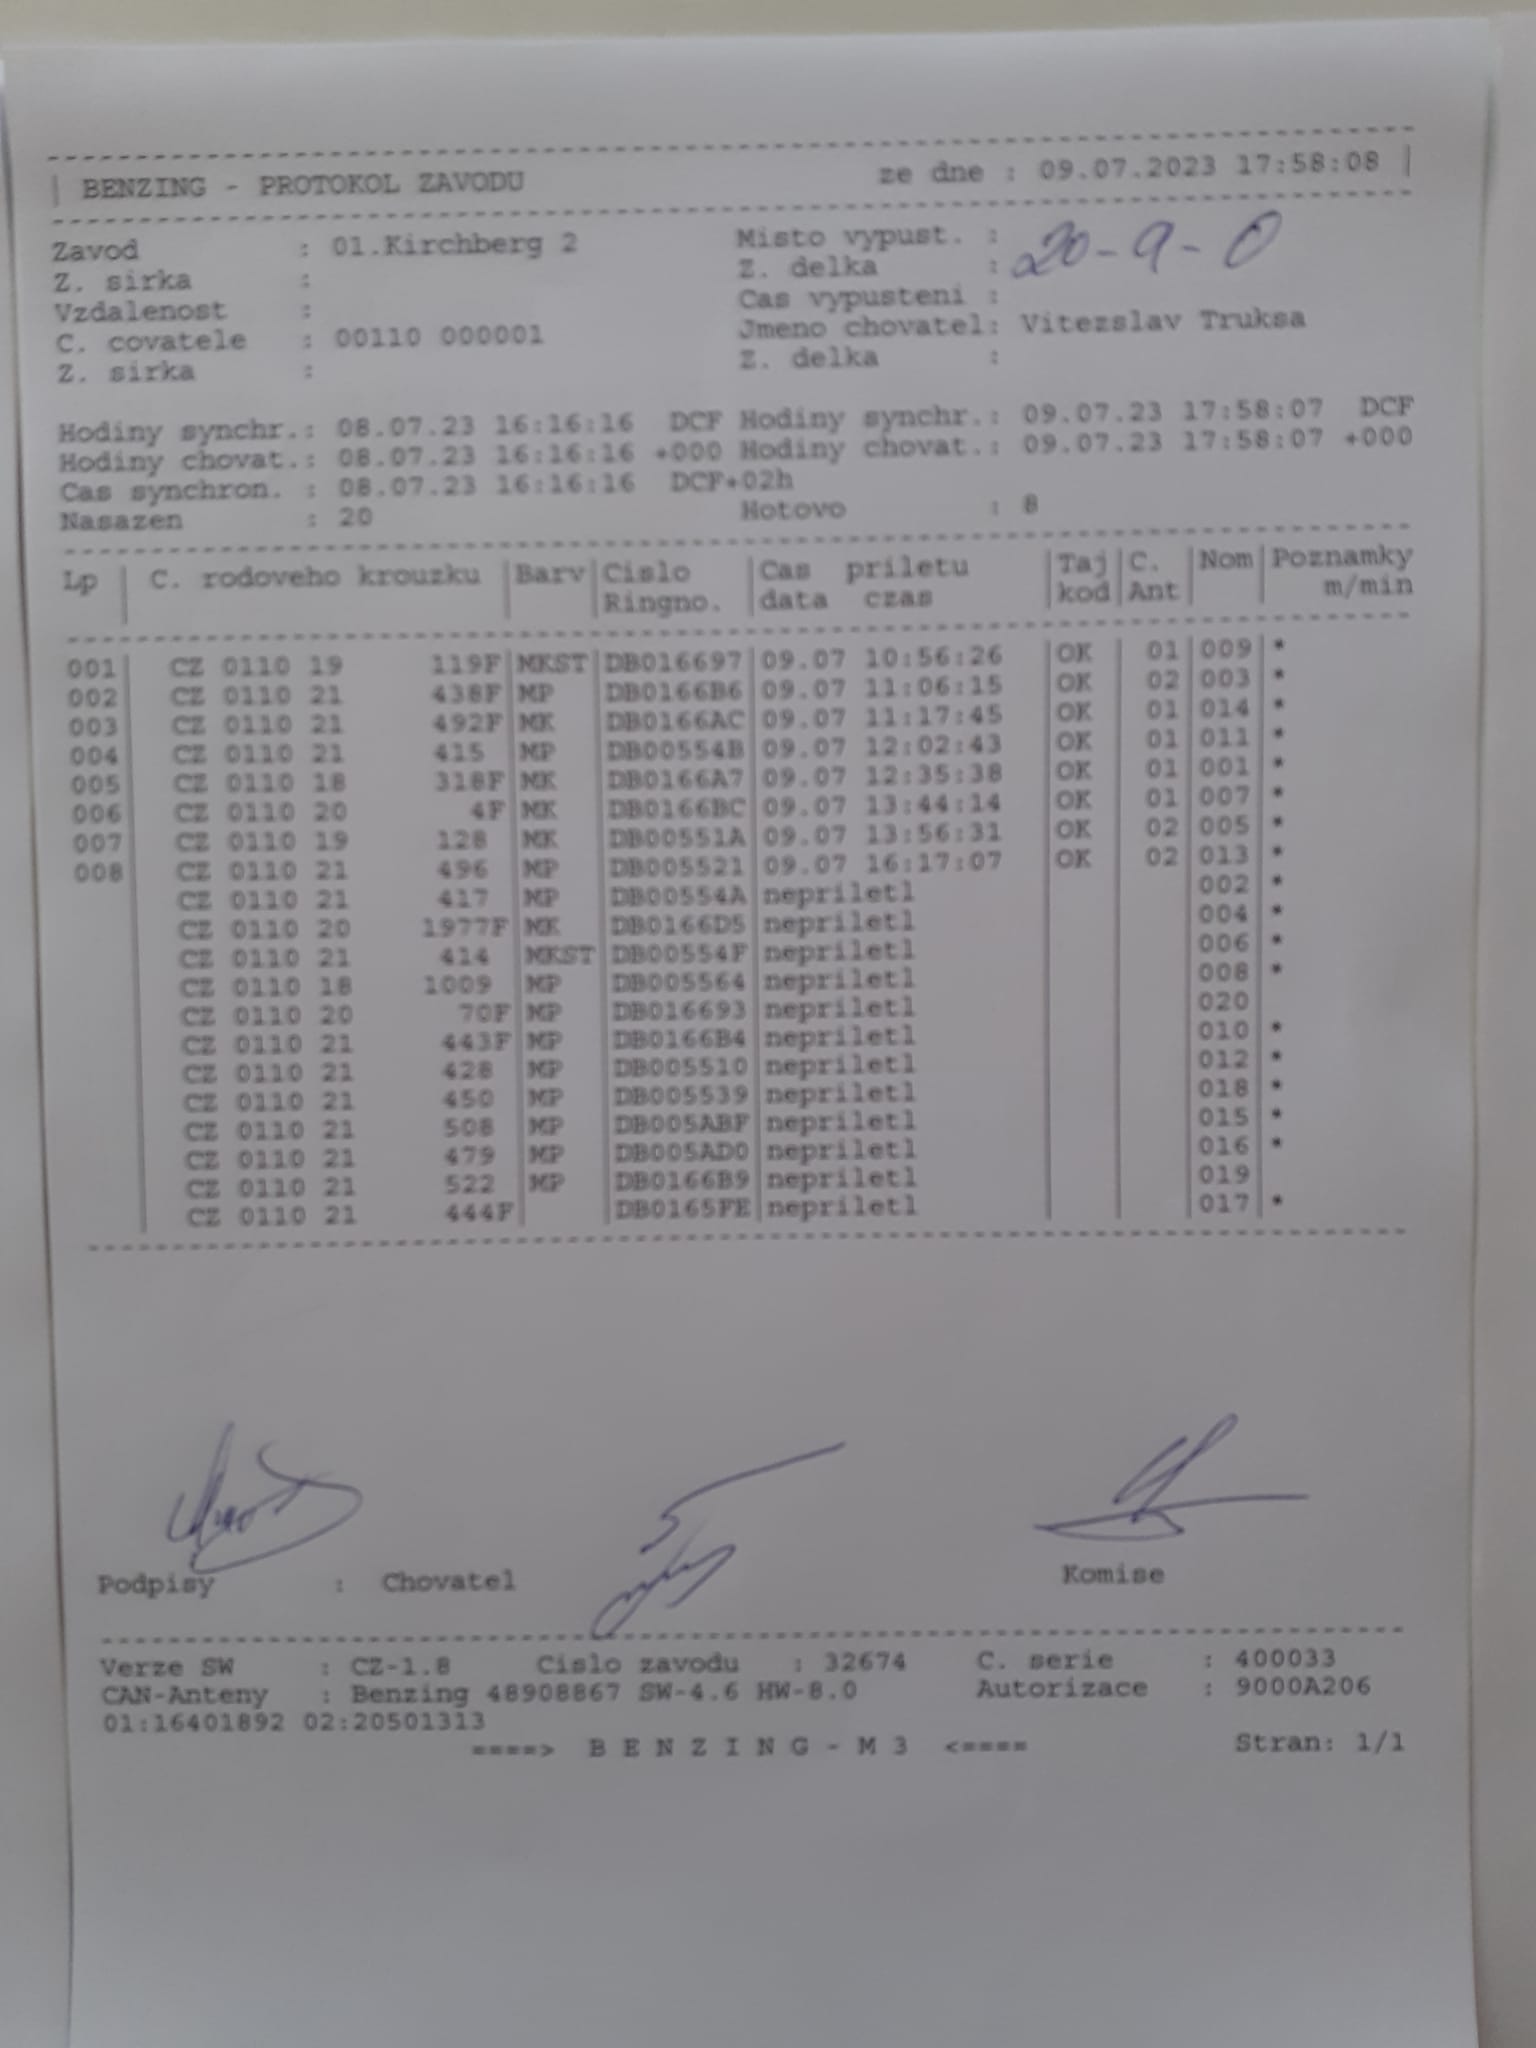 BENZING - PROTOKOL ZAVODU ze dne : 09.07.2023 17:58:08
Zavod : 01.Kirchberg 2 Misto vypust. : 20-9-0
Z. sirka : Z. delka :
Vzdalenost : Cas vypusteni :
C. covatele : 00110 000001 Jmeno chovatel: Vitezslav Truksa
Z. sirka : Z. delka :
Hodiny synchr.: 08.07.23 16:16:16 DCF Hodiny synchr.: 09.07.23 17:58:07 DCF
Hodiny chovat.: 08.07.23 16:16:16 +000 Hodiny chovat.: 09.07.23 17:58:07 +000
Cas synchron. : 08.07.23 16:16:16 DCF+02h
Nasazen : 20 Hotovo : 8
Lp | C. rodoveho krouzku |Barv|Cislo |Cas priletu |Taj|C. |Nom|Poznamky
Ringno. |data czas |kod|Ant| | m/min
001| CZ 0110 19 119F|MKST|DB016697|09.07 10:56:26 |OK | 01|009|*
002| CZ 0110 21 438F|MP |DB0166B6|09.07 11:06:15 |OK | 02|003|*
003| CZ 0110 21 492F|MK |DB0166AC|09.07 11:17:45 |OK | 01|014|*
004| CZ 0110 21 415 |MP |DB00554B|09.07 12:02:43 |OK | 01|011|*
005| CZ 0110 18 318F|MK |DB0166A7|09.07 12:35:38 |OK | 01|001|*
006| CZ 0110 20 4F|MK |DB0166BC|09.07 13:44:14 |OK | 01|007|*
007| CZ 0110 19 128 |MK |DB00551A|09.07 13:56:31 |OK | 02|005|*
008| CZ 0110 21 496 |MP |DB005521|09.07 16:17:07 |OK | 02|013|*
| CZ 0110 21 417 |MP |DB00554A|nepriletl | | |002|*
| CZ 0110 20 1977F|MK |DB0166D5|nepriletl | | |004|*
| CZ 0110 21 414 |MKST|DB00554F|nepriletl | | |006|*
| CZ 0110 18 1009 |MP |DB005564|nepriletl | | |008|*
| CZ 0110 20 70F|MP |DB016693|nepriletl | | |020|
| CZ 0110 21 443F|MP |DB0166B4|nepriletl | | |010|*
| CZ 0110 21 428 |MP |DB005510|nepriletl | | |012|*
| CZ 0110 21 450 |MP |DB005539|nepriletl | | |018|*
| CZ 0110 21 508 |MP |DB005ABF|nepriletl | | |015|*
| CZ 0110 21 479 |MP |DB005AD0|nepriletl | | |016|*
| CZ 0110 21 522 |MP |DB0166B9|nepriletl | | |019|
| CZ 0110 21 444F| |DB0165FE|nepriletl | | |017|*
Podpisy : Chovatel Komise
Verze SW : CZ-1.8 Cislo zavodu : 32674 C. serie : 400033
CAN-Anteny : Benzing 48908867 SW-4.6 HW-8.0 Autorizace : 9000A206
01:16401892 02:20501313
====> B E N Z I N G - M 3 <==== Stran: 1/1